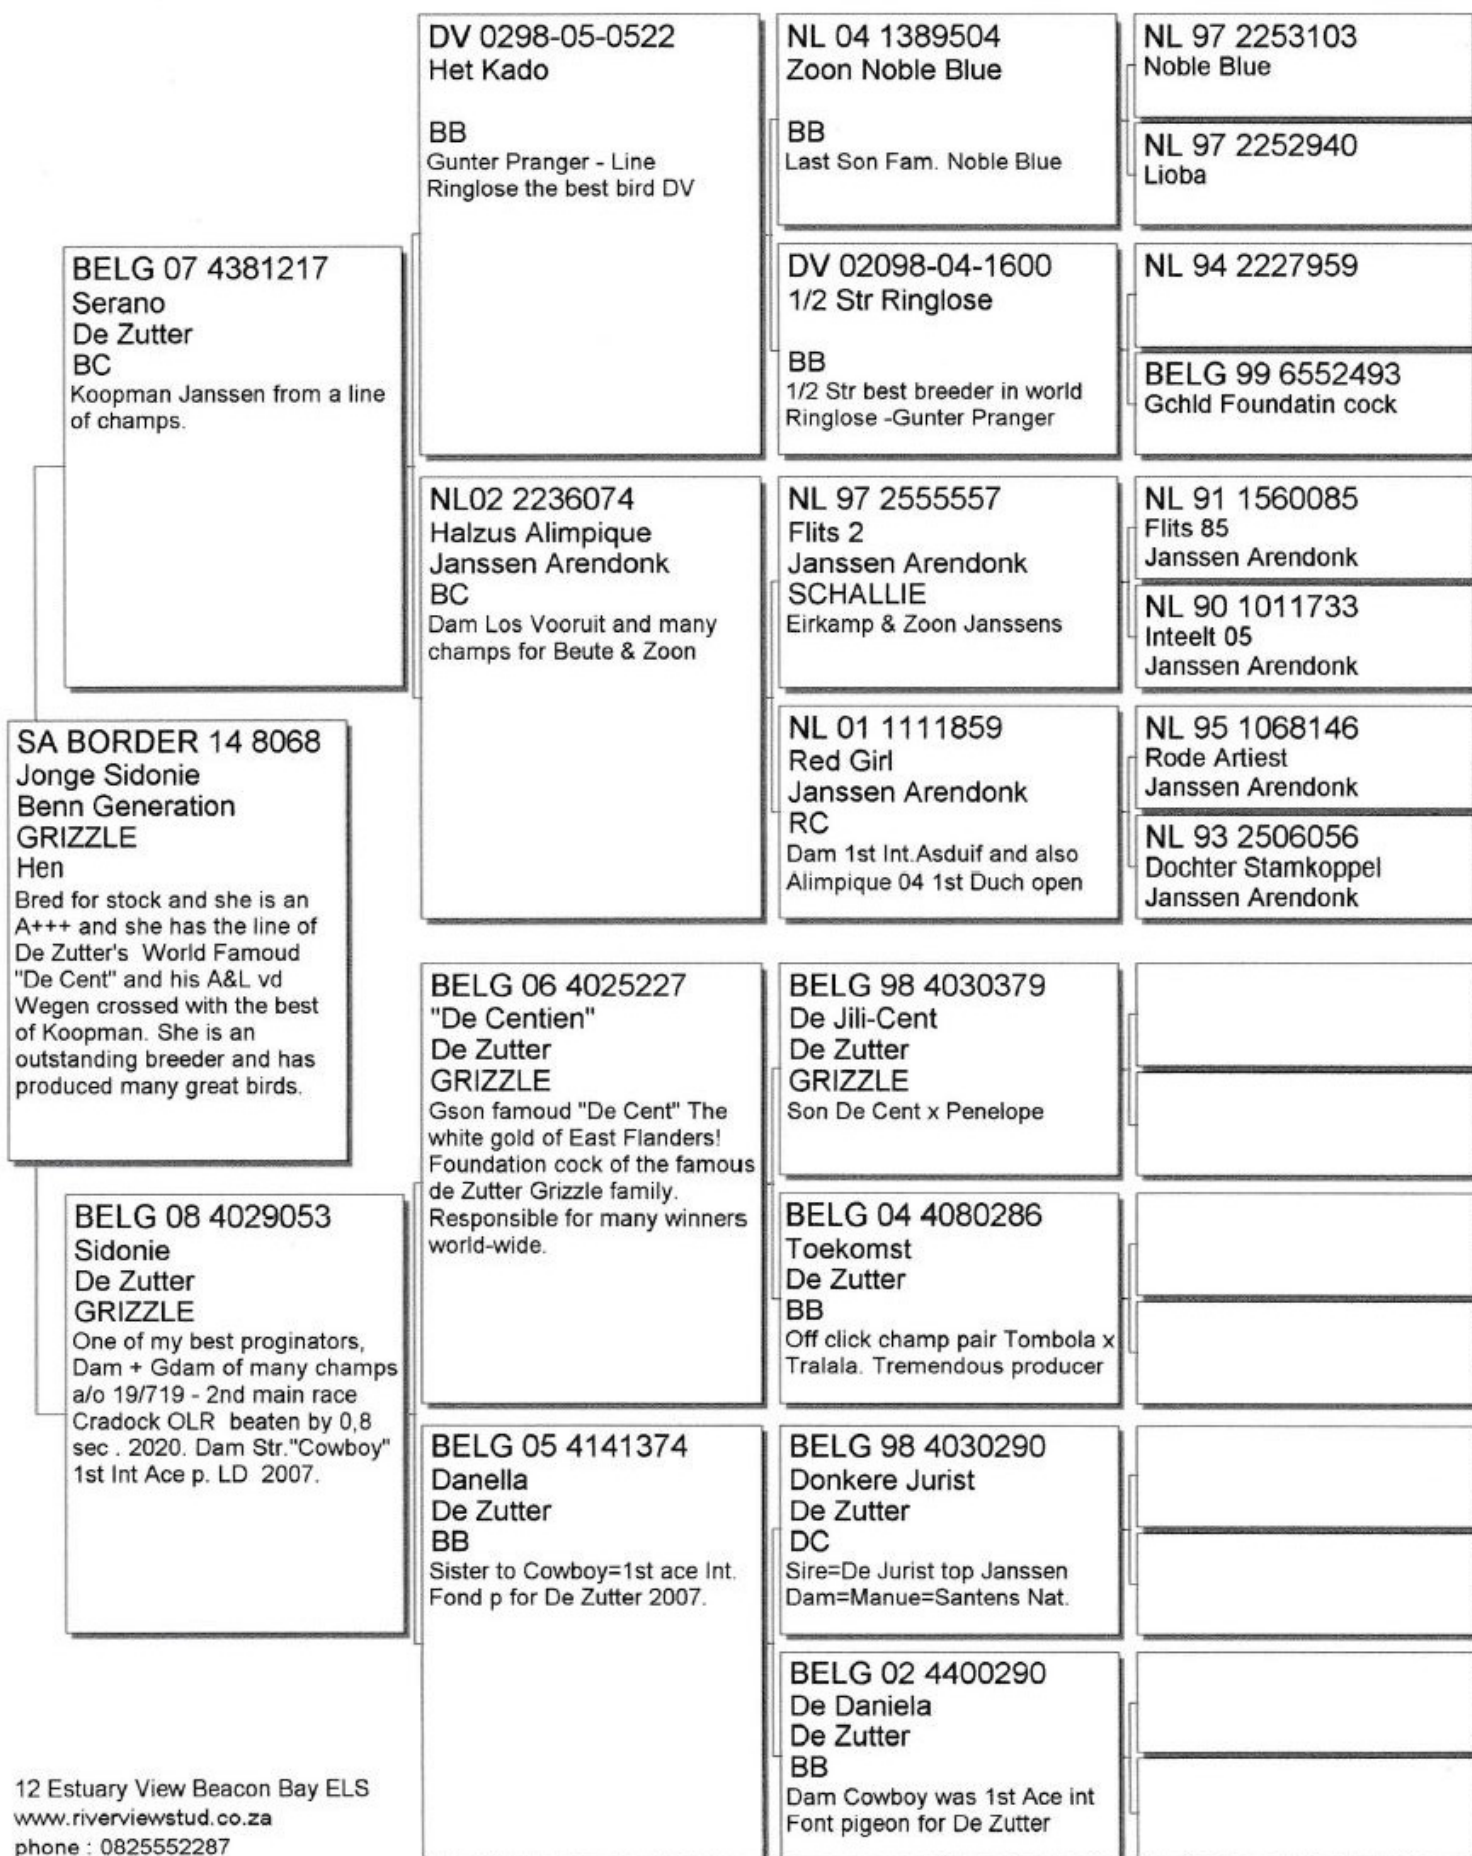 SA BORDER 14 8068
Jonge Sidonie
Benn Generation
GRIZZLE
Hen
Bred for stock and she is an
A+++ and she has the line of
De Zutter's World Famoud
"De Cent" and his A&L vd
Wegen crossed with the best
of Koopman. She is an
outstanding breeder and has
produced many great birds.
BELG 07 4381217
Serano
De Zutter
BC
Koopman Janssen from a line
of champs.
BELG 08 4029053
Sidonie
De Zutter
GRIZZLE
One of my best proginators,
Dam + Gdam of many champs
a/o 19/719 - 2nd main race
Cradock OLR beaten by 0,8
sec . 2020. Dam Str."Cowboy"
1st Int Ace p. LD 2007.
DV 0298-05-0522
Het Kado
BB
Gunter Pranger - Line
Ringlose the best bird DV
NL02 2236074
Halzus Alimpique
Janssen Arendonk
BC
Dam Los Vooruit and many
champs for Beute & Zoon
BELG 06 4025227
"De Centien"
De Zutter
GRIZZLE
Gson famoud "De Cent" The
white gold of East Flanders!
Foundation cock of the famous
de Zutter Grizzle family.
Responsible for many winners
world-wide.
BELG 05 4141374
Danella
De Zutter
BB
Sister to Cowboy=1st ace Int.
Fond p for De Zutter 2007.
NL 04 1389504
Zoon Noble Blue
BB
Last Son Fam. Noble Blue
DV 02098-04-1600
1/2 Str Ringlose
BB
1/2 Str best breeder in world
Ringlose -Gunter Pranger
NL 97 2555557
Flits 2
Janssen Arendonk
SCHALLIE
Eirkamp & Zoon Janssens
NL 01 1111859
Red Girl
Janssen Arendonk
RC
Dam 1st Int.Asduif and also
Alimpique 04 1st Duch open
BELG 98 4030379
De Jili-Cent
De Zutter
GRIZZLE
Son De Cent x Penelope
BELG 04 4080286
Toekomst
De Zutter
BB
Off click champ pair Tombola x
Tralala. Tremendous producer
BELG 98 4030290
Donkere Jurist
De Zutter
DC
Sire=De Jurist top Janssen
Dam=Manue=Santens Nat.
BELG 02 4400290
De Daniela
De Zutter
BB
Dam Cowboy was 1st Ace int
Font pigeon for De Zutter
NL 97 2253103
Noble Blue
NL 97 2252940
Lioba
NL 94 2227959
BELG 99 6552493
Gchld Foundatin cock
NL 91 1560085
Flits 85
Janssen Arendonk
NL 90 1011733
Inteelt 05
Janssen Arendonk
NL 95 1068146
Rode Artiest
Janssen Arendonk
NL 93 2506056
Dochter Stamkoppel
Janssen Arendonk
12 Estuary View Beacon Bay ELS
www.riverviewstud.co.za
phone : 0825552287